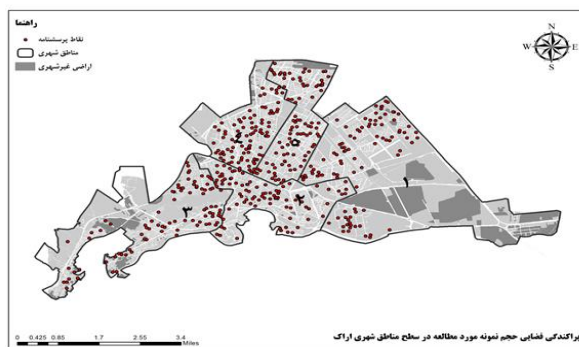 راهنما
نقاط پرسشنامه
مناطق شهری
اراضی غیرشهری
N
W E
S
۴
۵
۱
۲
۳
0 0.425 0.85 1.7 2.55 3.4
Miles
پراکندگی فضایی حجم نمونه مورد مطالعه در سطح مناطق شهری اراک